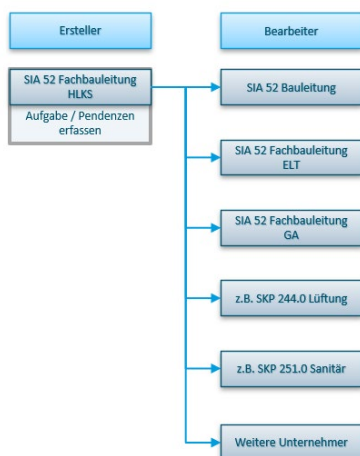 Ersteller
Bearbeiter
SIA 52 Fachbauleitung
HLKS
Aufgabe / Pendenzen
erfassen
SIA 52 Bauleitung
SIA 52 Fachbauleitung
ELT
SIA 52 Fachbauleitung
GA
z.B. SKP 244.0 Lüftung
z.B. SKP 251.0 Sanitär
Weitere Unternehmer